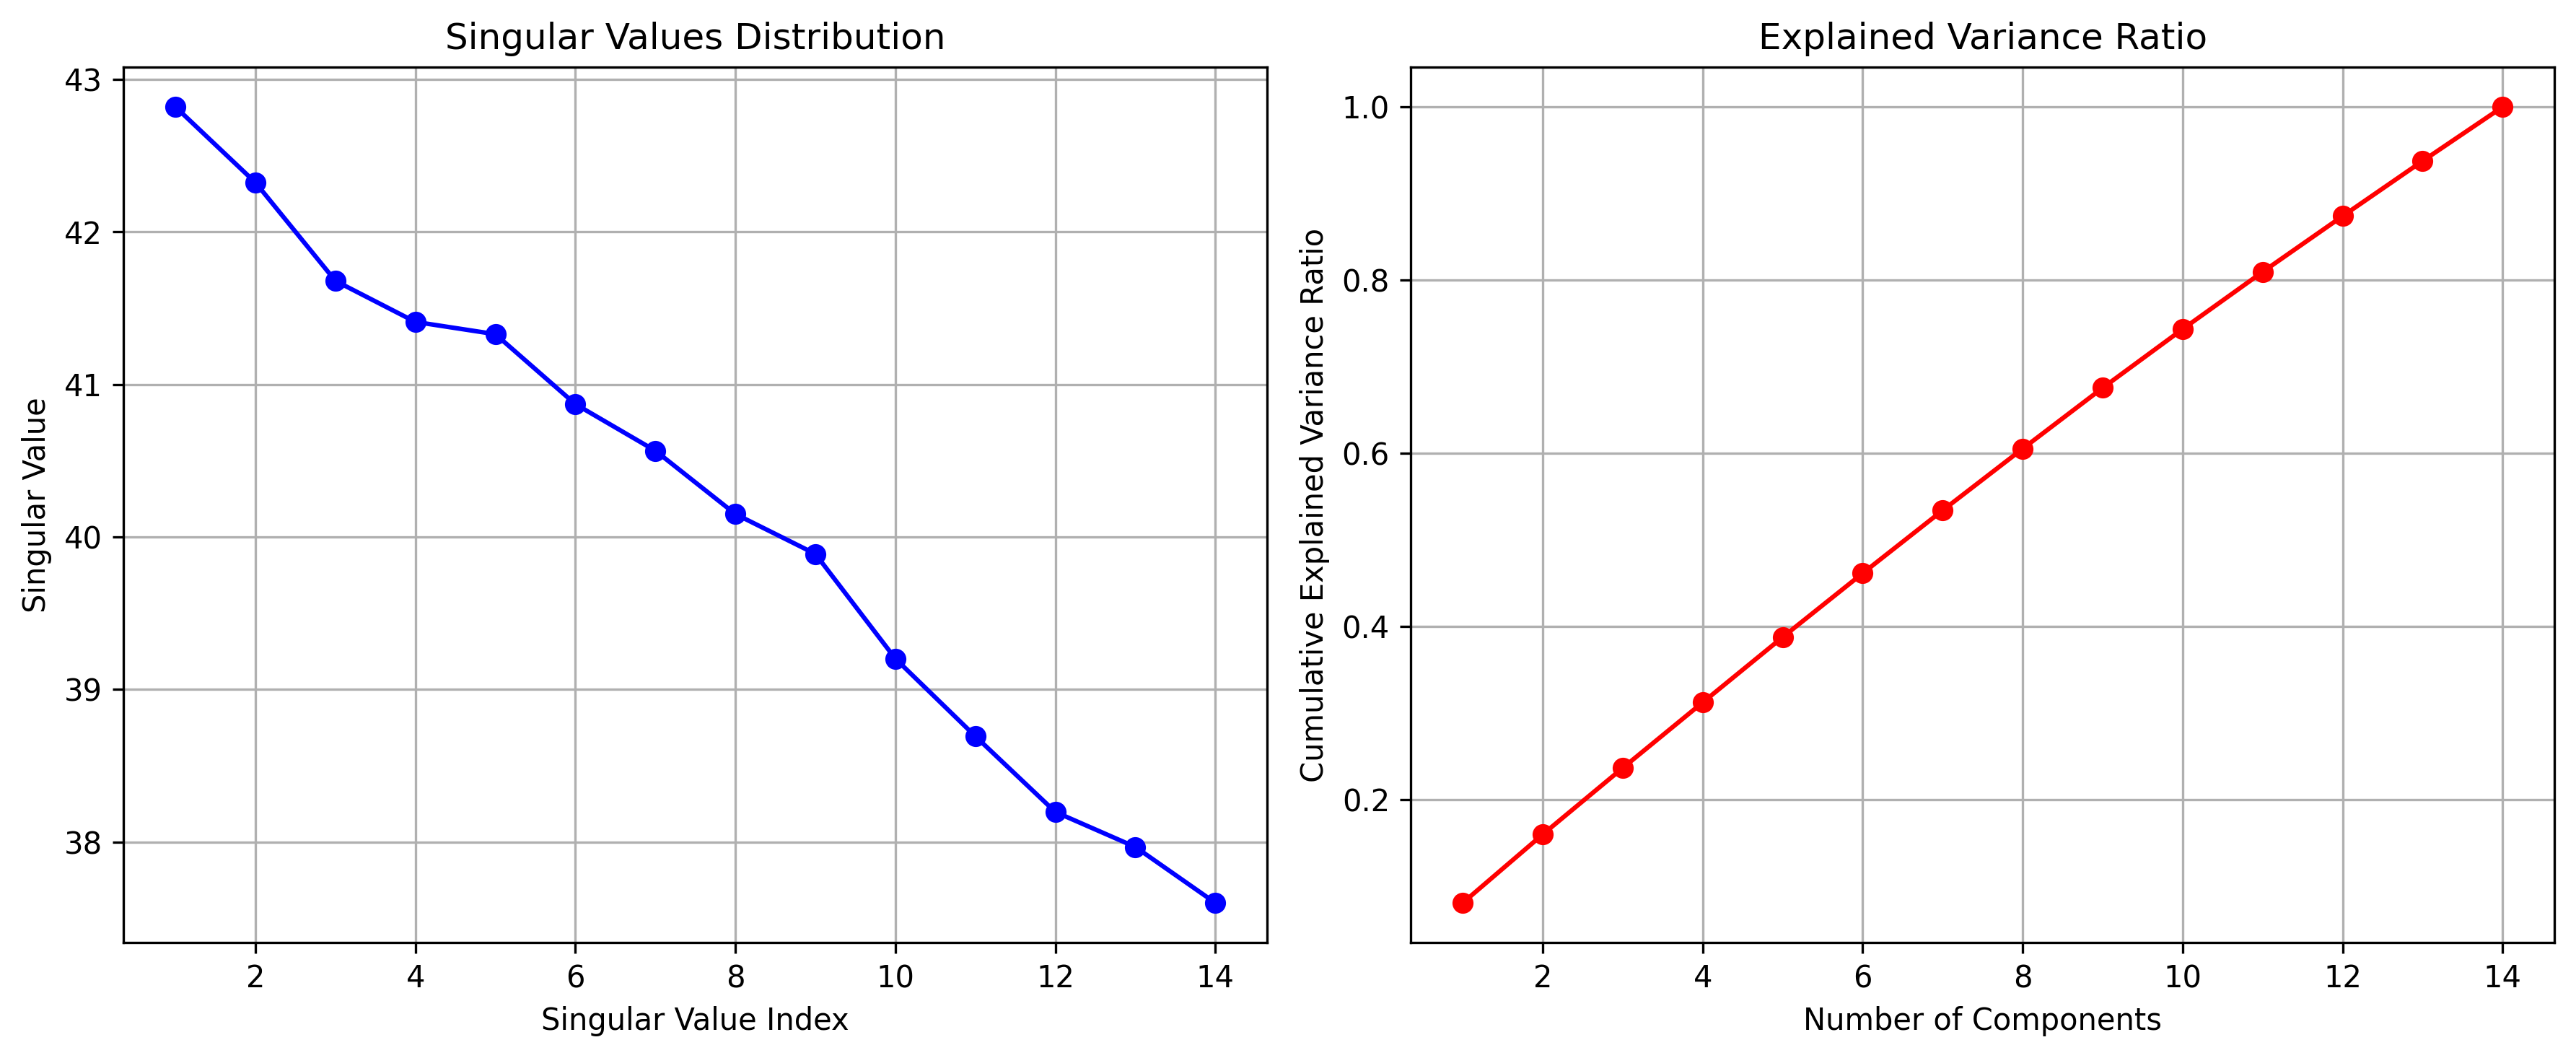 Singular Values Distribution
43
42
41
40
39
38
Singular Value
2 4 6 8 10 12 14
Singular Value Index
Explained Variance Ratio
1.0
0.8
0.6
0.4
0.2
Cumulative Explained Variance Ratio
2 4 6 8 10 12 14
Number of Components